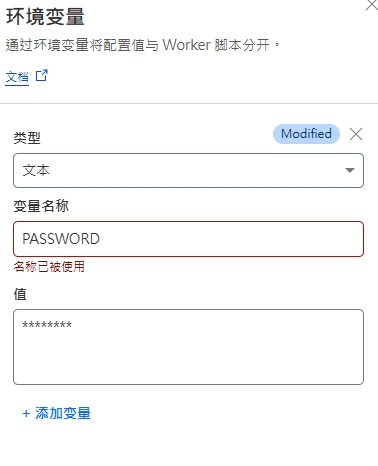 环境变量
通过环境变量将配置值与 Worker 脚本分开。
文档
类型
Modified
文本
变量名称
PASSWORD
名称已被使用
值
********
+ 添加变量